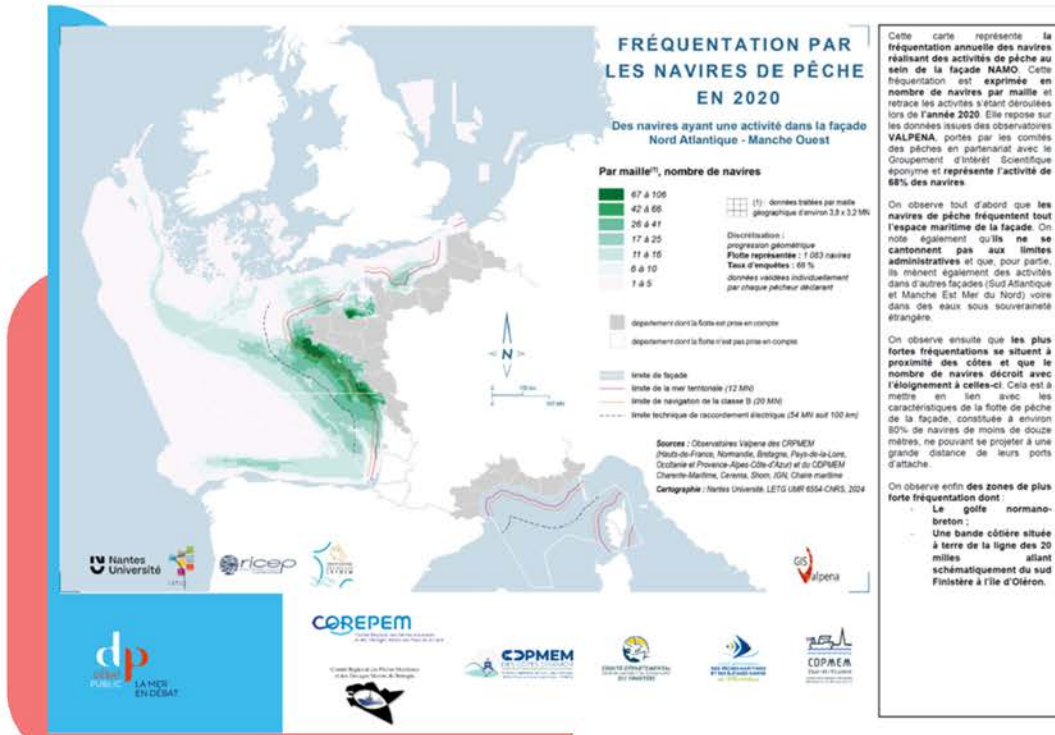 FRÉQUENTATION PAR
LES NAVIRES DE PÊCHE
EN 2020
Des navires ayant une activité dans la façade
Nord Atlantique - Manche Ouest
Par maille(1), nombre de navires
67 à 106
42 à 66
26 à 41
17 à 25
11 à 16
6 à 10
1 à 5
(1) : données traitées par maille
géographique d'environ 3,8 x 3,2 MN
Discrétisation :
progression géométrique
Flotte représentée : 1 083 navires
Taux d'enquêtes : 68 %
données validées individuellement
par chaque pêcheur déclarant
département dont la flotte est prise en compte
département dont la flotte n'est pas prise en compte
N
limite de façade
limite de la mer territoriale (12 MN)
limite de navigation de la classe B (20 MN)
limite technique de raccordement électrique (54 MN soit 100 km)
Sources : Observatoires Valpena des CRPMEM
(Hauts-de-France, Normandie, Bretagne, Pays-de-la-Loire,
Occitanie et Provence-Alpes-Côte-d'Azur) et du CDPMEM
Charente-Maritime, Cerema, Shom, IGN, Chaire maritime
Cartographie : Nantes Université, LETG UMR 6554-CNRS, 2024
Nantes
Université
ricep
GIS
Valpena
Cette carte représente la
fréquentation annuelle des navires
réalisant des activités de pêche au
sein de la façade NAMO. Cette
fréquentation est exprimée en
nombre de navires par maille et
retrace les activités s'étant déroulées
lors de l'année 2020. Elle repose sur
les données issues des observatoires
VALPENA, portés par les comités
des pêches en partenariat avec le
Groupement d'Intérêt Scientifique
éponyme et représente l'activité de
68% des navires.
On observe tout d'abord que les
navires de pêche fréquentent tout
l'espace maritime de la façade. On
note également qu'ils ne se
cantonnent pas aux limites
administratives et que, pour partie,
ils mènent également des activités
dans d'autres façades (Sud Atlantique
et Manche Est Mer du Nord) voire
dans des eaux sous souveraineté
étrangère.
On observe ensuite que les plus
fortes fréquentations se situent à
proximité des côtes et que le
nombre de navires décroit avec
l'éloignement à celles-ci. Cela est à
mettre en lien avec les
caractéristiques de la flotte de pêche
de la façade, constituée à environ
80% de navires de moins de douze
mètres, ne pouvant se projeter à une
grande distance de leurs ports
d'attache.
On observe enfin des zones de plus
forte fréquentation dont :
- Le golfe normano-
breton ;
- Une bande côtière située
à terre de la ligne des 20
milles allant
schématiquement du sud
Finistère à l'île d'Oléron.
dp
DÉBAT
PUBLIC
LA MER
EN DÉBAT
COREPEM
CDPMEM
DES CÔTES D'ARMOR
COMITÉ DÉPARTEMENTAL
DU FINISTÈRE
CDPMEM